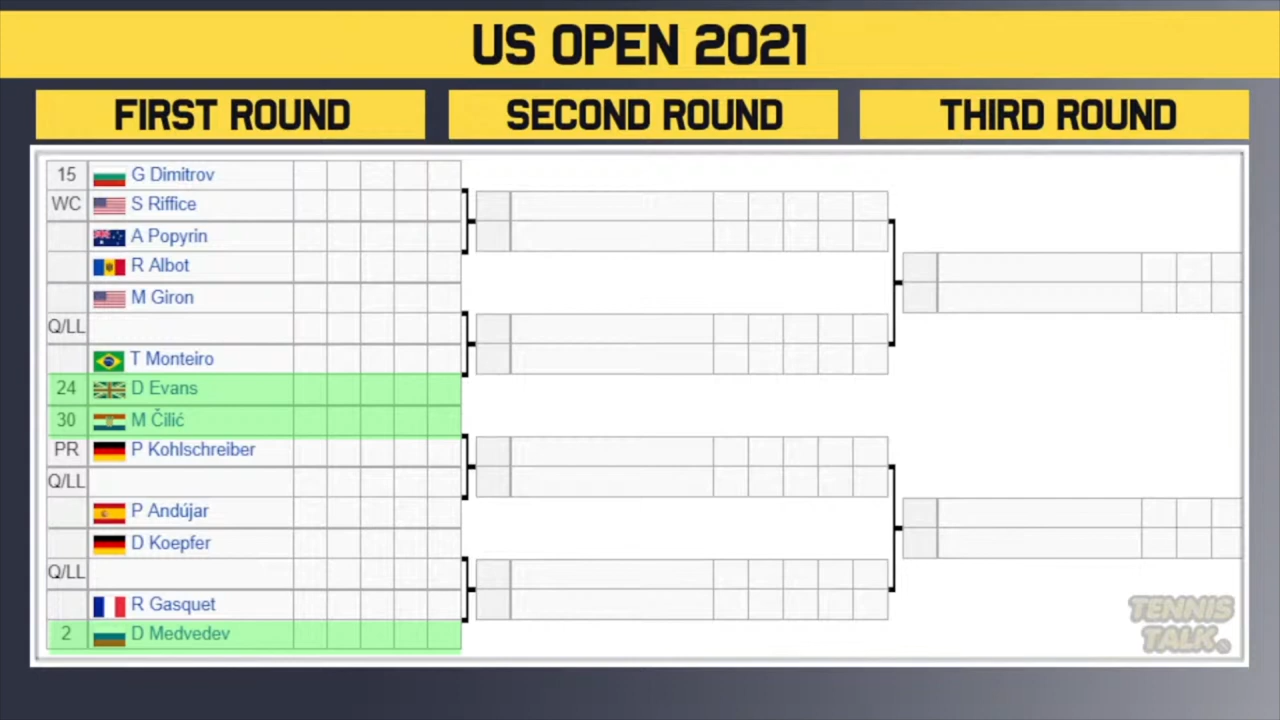 US OPEN 2021
FIRST ROUND
SECOND ROUND
THIRD ROUND
15 G Dimitrov
WC S Riffice
A Popyrin
R Albot
M Giron
Q/LL
T Monteiro
24 D Evans
30 M Čilić
PR P Kohlschreiber
Q/LL
P Andújar
D Koepfer
Q/LL
R Gasquet
2 D Medvedev
TENNIS
TALK